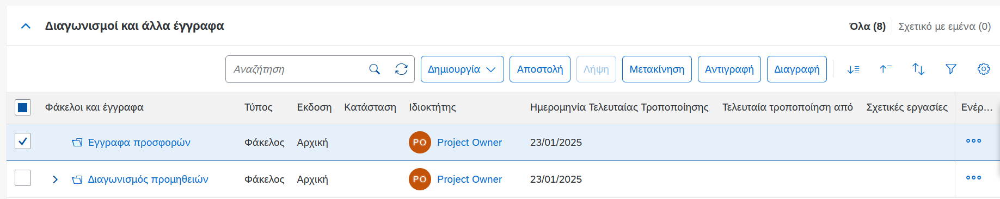 Διαγωνισμοί και άλλα έγγραφα Όλα (8) Σχετικό με εμένα (0)
Αναζήτηση Δημιουργία Αποστολή Λήψη Μετακίνηση Αντιγραφή Διαγραφή
Φάκελοι και έγγραφα Τύπος Εκδοση Κατάσταση Ιδιοκτήτης Ημερομηνία Τελευταίας Τροποποίησης Τελευταία τροποποίηση από Σχετικές εργασίες Ενέρ...
Εγγραφα προσφορών Φάκελος Αρχική PO Project Owner 23/01/2025
Διαγωνισμός προμηθειών Φάκελος Αρχική PO Project Owner 23/01/2025